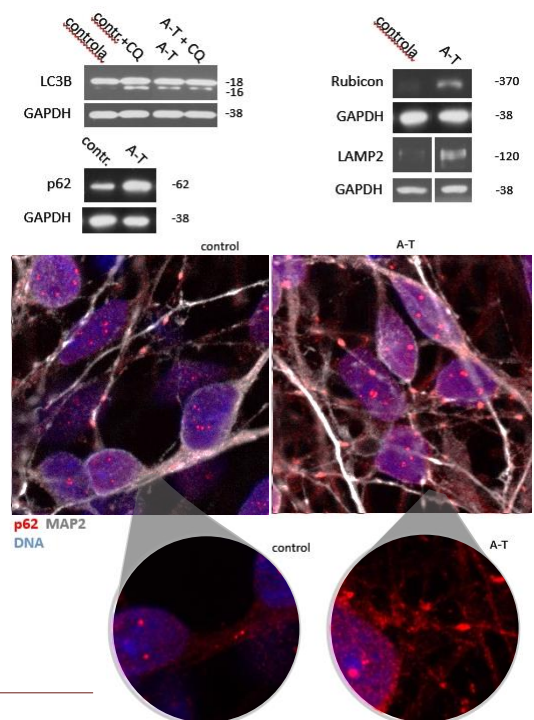 controla
contr.+CQ
A-T
A-T + CQ
LC3B
-18
-16
GAPDH
-38
contr.
A-T
p62
-62
GAPDH
-38
controla
A-T
Rubicon
-370
GAPDH
-38
LAMP2
-120
GAPDH
-38
control
A-T
p62 MAP2
DNA
control
A-T